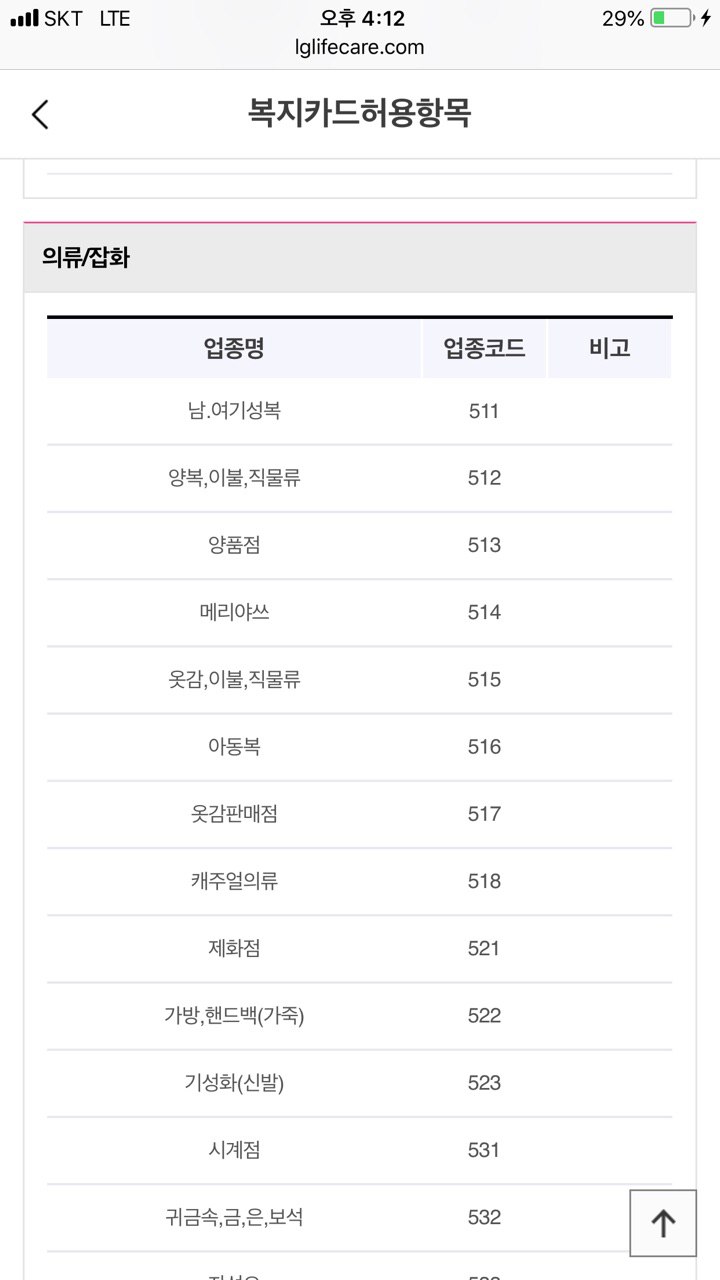 SKT LTE 오후 4:12 29%
lglifecare.com
복지카드허용항목
의류/잡화
업종명 업종코드 비고
남.여기성복 511
양복,이불,직물류 512
양품점 513
메리야쓰 514
옷감,이불,직물류 515
아동복 516
옷감판매점 517
캐주얼의류 518
제화점 521
가방,핸드백(가죽) 522
기성화(신발) 523
시계점 531
귀금속,금,은,보석 532